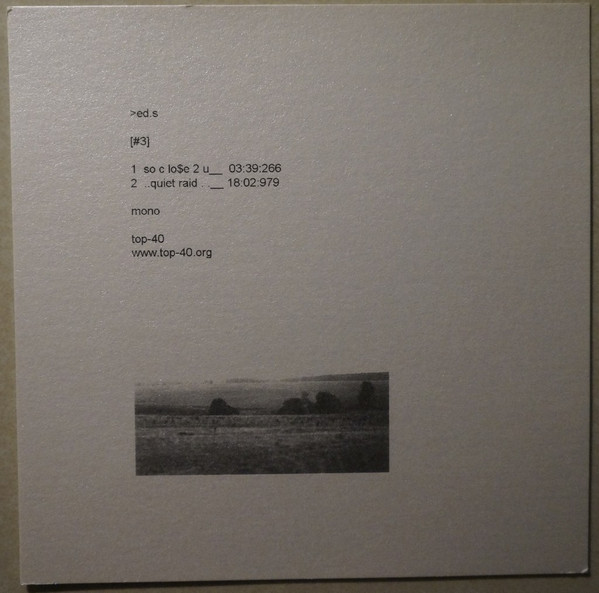 >ed.s
[#3]
1 so c lo$e 2 u__ 03:39:266
2 ..quiet raid . .__ 18:02:979
mono
top-40
www.top-40.org